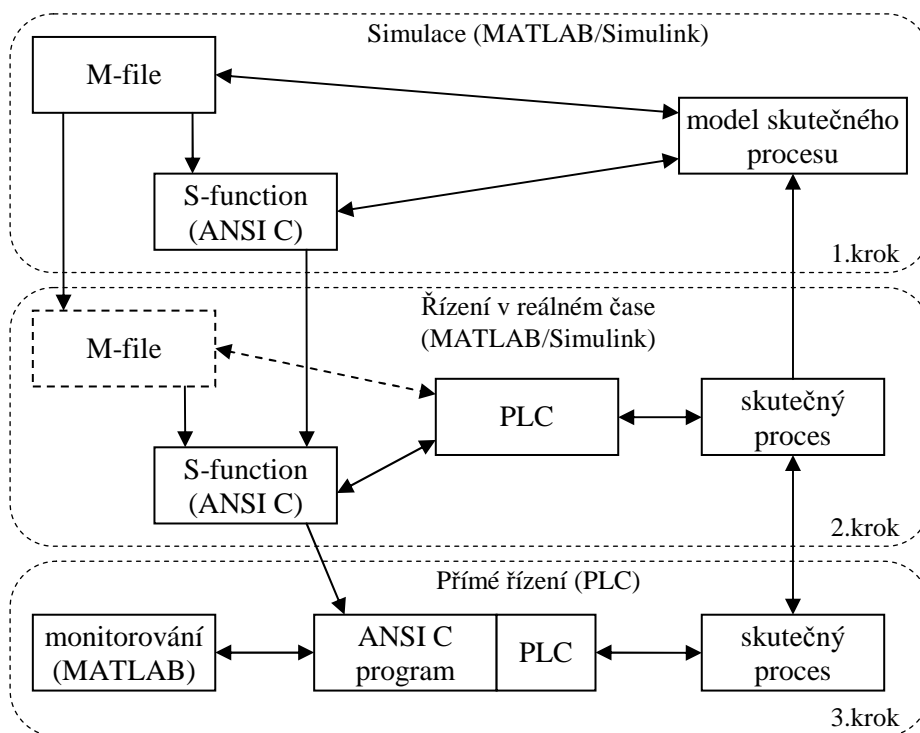 Simulace (MATLAB/Simulink)
M-file
model skutečného
procesu
S-function
(ANSI C)
1.krok
Řízení v reálném čase
(MATLAB/Simulink)
M-file
PLC
skutečný
proces
S-function
(ANSI C)
2.krok
Přímé řízení (PLC)
monitorování
(MATLAB)
ANSI C
program
PLC
skutečný
proces
3.krok